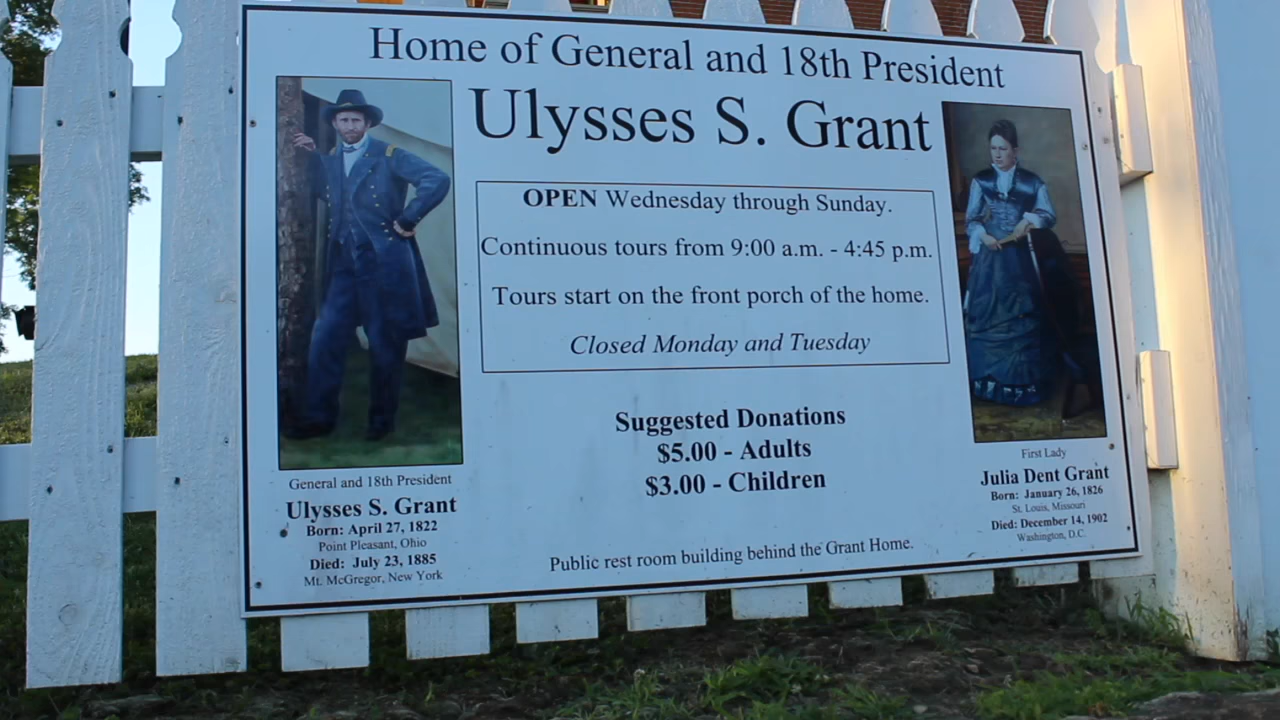 Home of General and 18th President
Ulysses S. Grant
OPEN Wednesday through Sunday.
Continuous tours from 9:00 a.m. - 4:45 p.m.
Tours start on the front porch of the home.
Closed Monday and Tuesday
Suggested Donations
$5.00 - Adults
$3.00 - Children
General and 18th President
Ulysses S. Grant
Born: April 27, 1822
Point Pleasant, Ohio
Died: July 23, 1885
Mt. McGregor, New York
First Lady
Julia Dent Grant
Born: January 26, 1826
St. Louis, Missouri
Died: December 14, 1902
Washington, D.C.
Public rest room building behind the Grant Home.